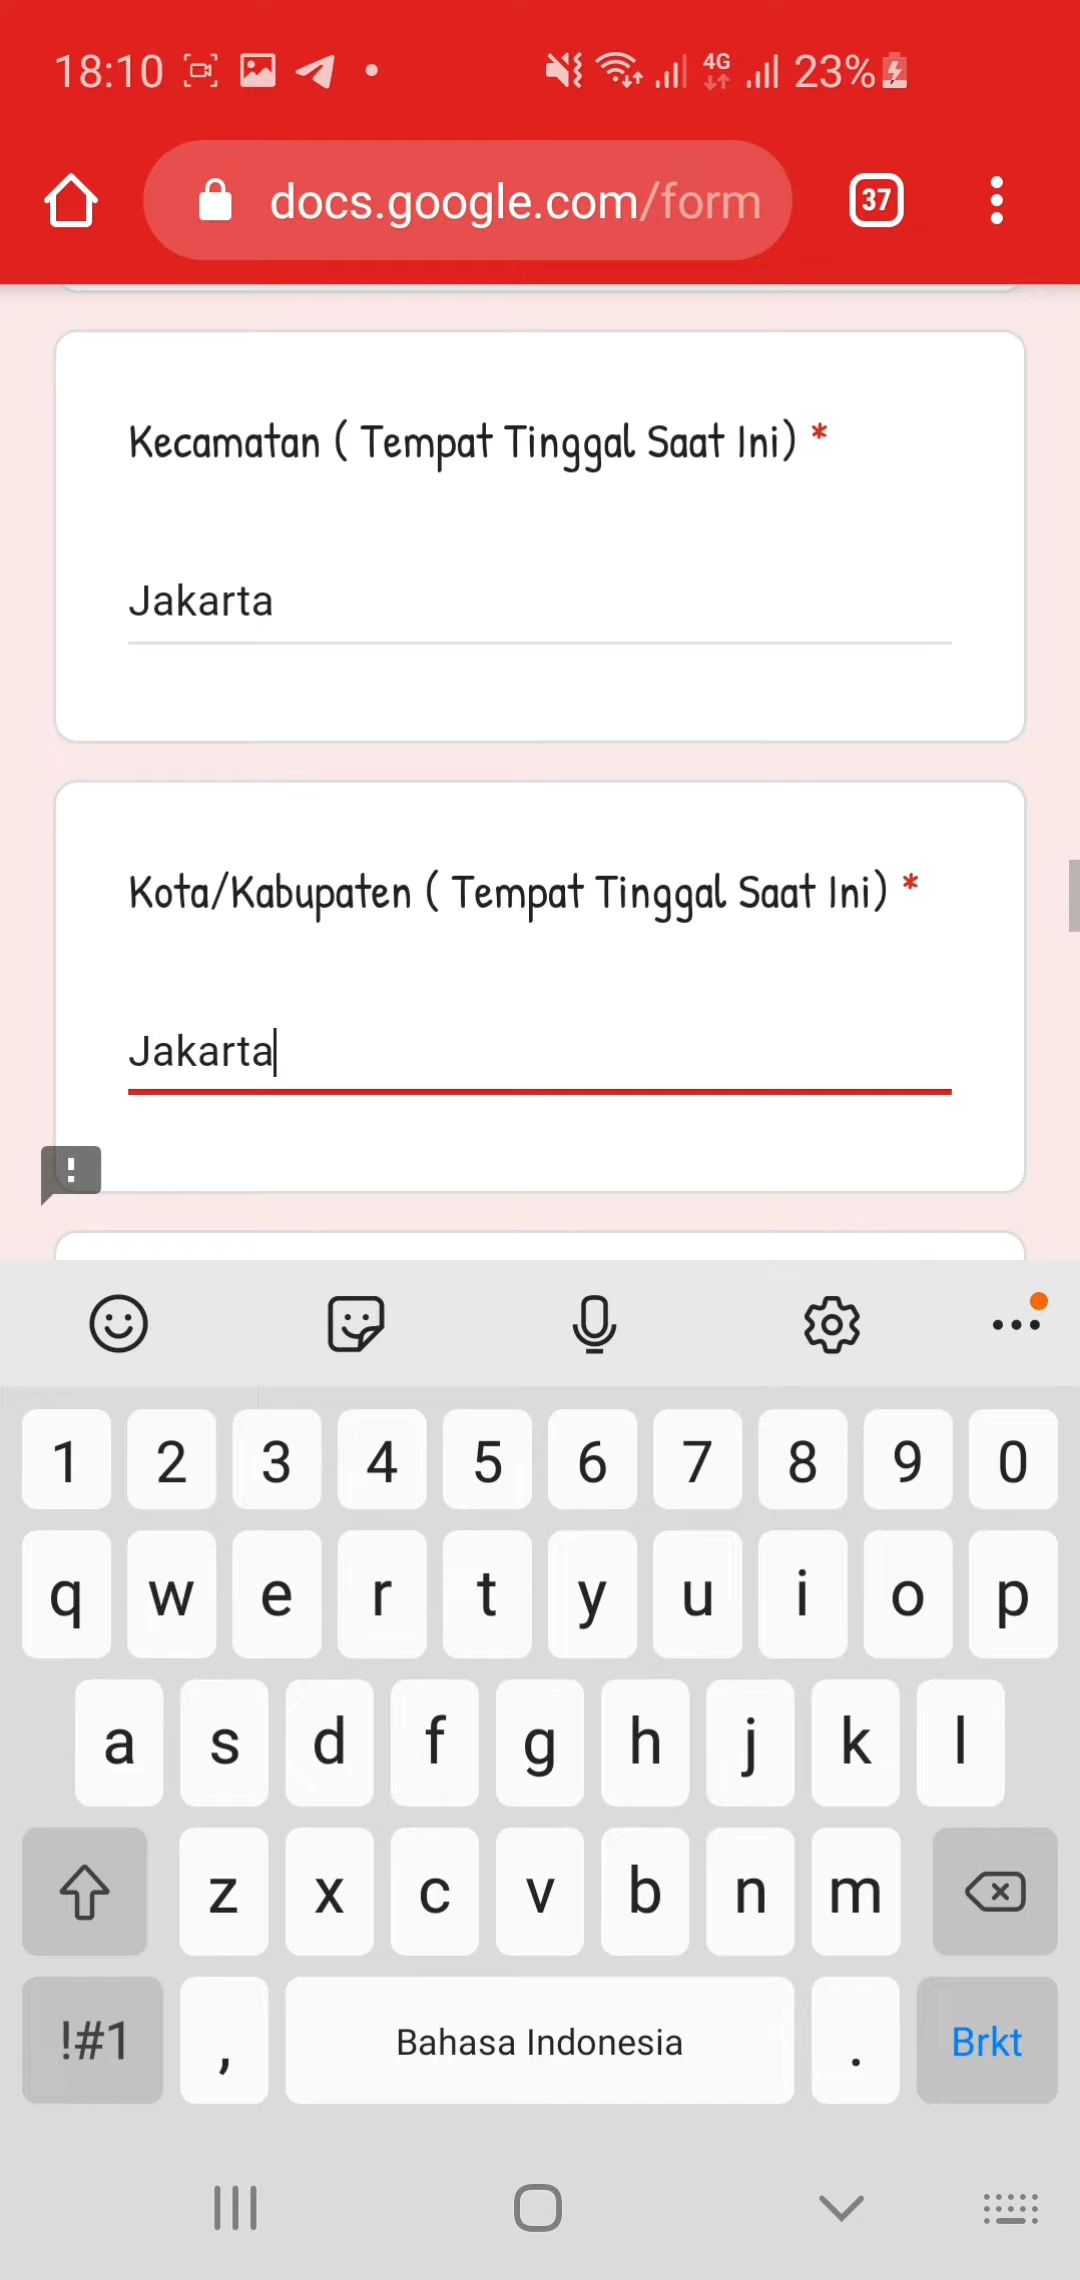 18:10
4G
23%
docs.google.com/form
37
Kecamatan ( Tempat Tinggal Saat Ini) *
Jakarta
Kota/Kabupaten ( Tempat Tinggal Saat Ini) *
Jakarta
!
1 2 3 4 5 6 7 8 9 0
q w e r t y u i o p
a s d f g h j k l
z x c v b n m
!#1 , Bahasa Indonesia . Brkt